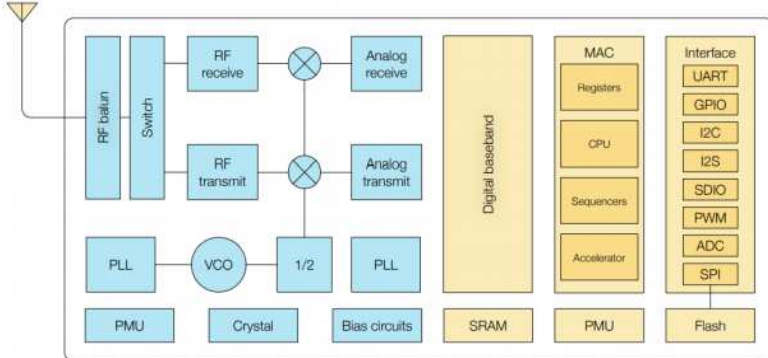 RF balun
Switch
RF
receive
Analog
receive
RF
transmit
Analog
transmit
PLL
VCO
1/2
PLL
PMU
Crystal
Bias circuits
Digital baseband
SRAM
MAC
Registers
CPU
Sequencers
Accelerator
PMU
Interface
UART
GPIO
I2C
I2S
SDIO
PWM
ADC
SPI
Flash